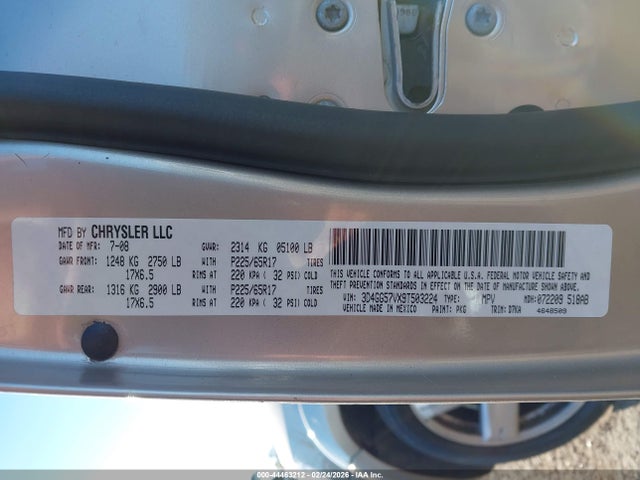 MFD BY CHRYSLER LLC
DATE OF MFR: 7-08 GVWR: 2314 KG 05100 LB
GAWR FRONT: 1248 KG 2750 LB WITH P225/65R17 TIRES
17X6.5 RIMS AT 220 KPA ( 32 PSI) COLD
GAWR REAR: 1316 KG 2900 LB WITH P225/65R17 TIRES
17X6.5 RIMS AT 220 KPA ( 32 PSI) COLD
THIS VEHICLE CONFORMS TO ALL APPLICABLE U.S.A. FEDERAL MOTOR VEHICLE SAFETY AND
THEFT PREVENTION STANDARDS IN EFFECT ON THE DATE OF MANUFACTURE SHOWN ABOVE.
VIN: 3D4GG57VX9T503224 TYPE: MPV MDH: 072209 518AB
VEHICLE MADE IN MEXICO PAINT: PKG TRIM: D7KA 4648509
000-44463212 - 02/24/2026 - IAA Inc.